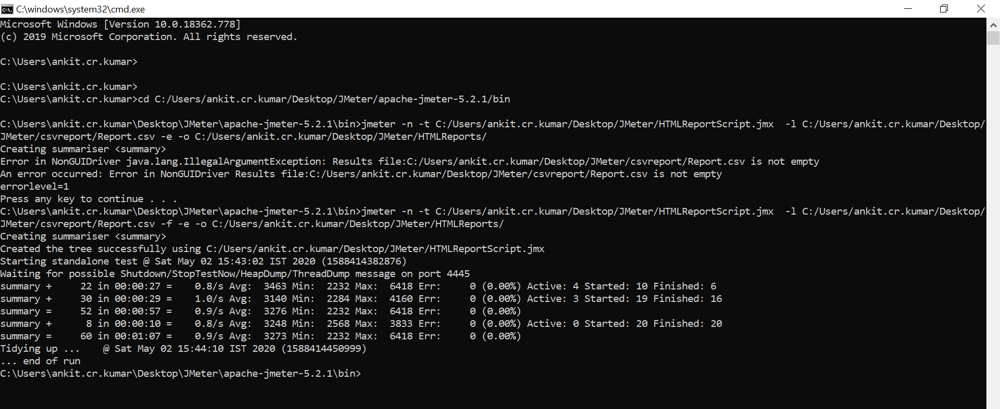 C:\windows\system32\cmd.exe
Microsoft Windows [Version 10.0.18362.778]
(c) 2019 Microsoft Corporation. All rights reserved.
C:\Users\ankit.cr.kumar>
C:\Users\ankit.cr.kumar>
C:\Users\ankit.cr.kumar>cd C:/Users/ankit.cr.kumar/Desktop/JMeter/apache-jmeter-5.2.1/bin
C:\Users\ankit.cr.kumar\Desktop\JMeter\apache-jmeter-5.2.1\bin>jmeter -n -t C:/Users/ankit.cr.kumar/Desktop/JMeter/HTMLReportScript.jmx  -l C:/Users/ankit.cr.kumar/Desktop/
JMeter/csvreport/Report.csv -e -o C:/Users/ankit.cr.kumar/Desktop/JMeter/HTMLReports/
Creating summariser <summary>
Error in NonGUIDriver java.lang.IllegalArgumentException: Results file:C:/Users/ankit.cr.kumar/Desktop/JMeter/csvreport/Report.csv is not empty
An error occurred: Error in NonGUIDriver Results file:C:/Users/ankit.cr.kumar/Desktop/JMeter/csvreport/Report.csv is not empty
errorlevel=1
Press any key to continue . . .
C:\Users\ankit.cr.kumar\Desktop\JMeter\apache-jmeter-5.2.1\bin>jmeter -n -t C:/Users/ankit.cr.kumar/Desktop/JMeter/HTMLReportScript.jmx  -l C:/Users/ankit.cr.kumar/Desktop/
JMeter/csvreport/Report.csv -f -e -o C:/Users/ankit.cr.kumar/Desktop/JMeter/HTMLReports/
Creating summariser <summary>
Created the tree successfully using C:/Users/ankit.cr.kumar/Desktop/JMeter/HTMLReportScript.jmx
Starting standalone test @ Sat May 02 15:43:02 IST 2020 (1588414382876)
Waiting for possible Shutdown/StopTestNow/HeapDump/ThreadDump message on port 4445
summary +     22 in 00:00:27 =    0.8/s Avg:  3463 Min:  2232 Max:  6418 Err:     0 (0.00%) Active: 4 Started: 10 Finished: 6
summary +     30 in 00:00:29 =    1.0/s Avg:  3140 Min:  2284 Max:  4160 Err:     0 (0.00%) Active: 3 Started: 19 Finished: 16
summary =     52 in 00:00:57 =    0.9/s Avg:  3276 Min:  2232 Max:  6418 Err:     0 (0.00%)
summary +      8 in 00:00:10 =    0.8/s Avg:  3248 Min:  2568 Max:  3833 Err:     0 (0.00%) Active: 0 Started: 20 Finished: 20
summary =     60 in 00:01:07 =    0.9/s Avg:  3273 Min:  2232 Max:  6418 Err:     0 (0.00%)
Tidying up ...    @ Sat May 02 15:44:10 IST 2020 (1588414450999)
... end of run
C:\Users\ankit.cr.kumar\Desktop\JMeter\apache-jmeter-5.2.1\bin>